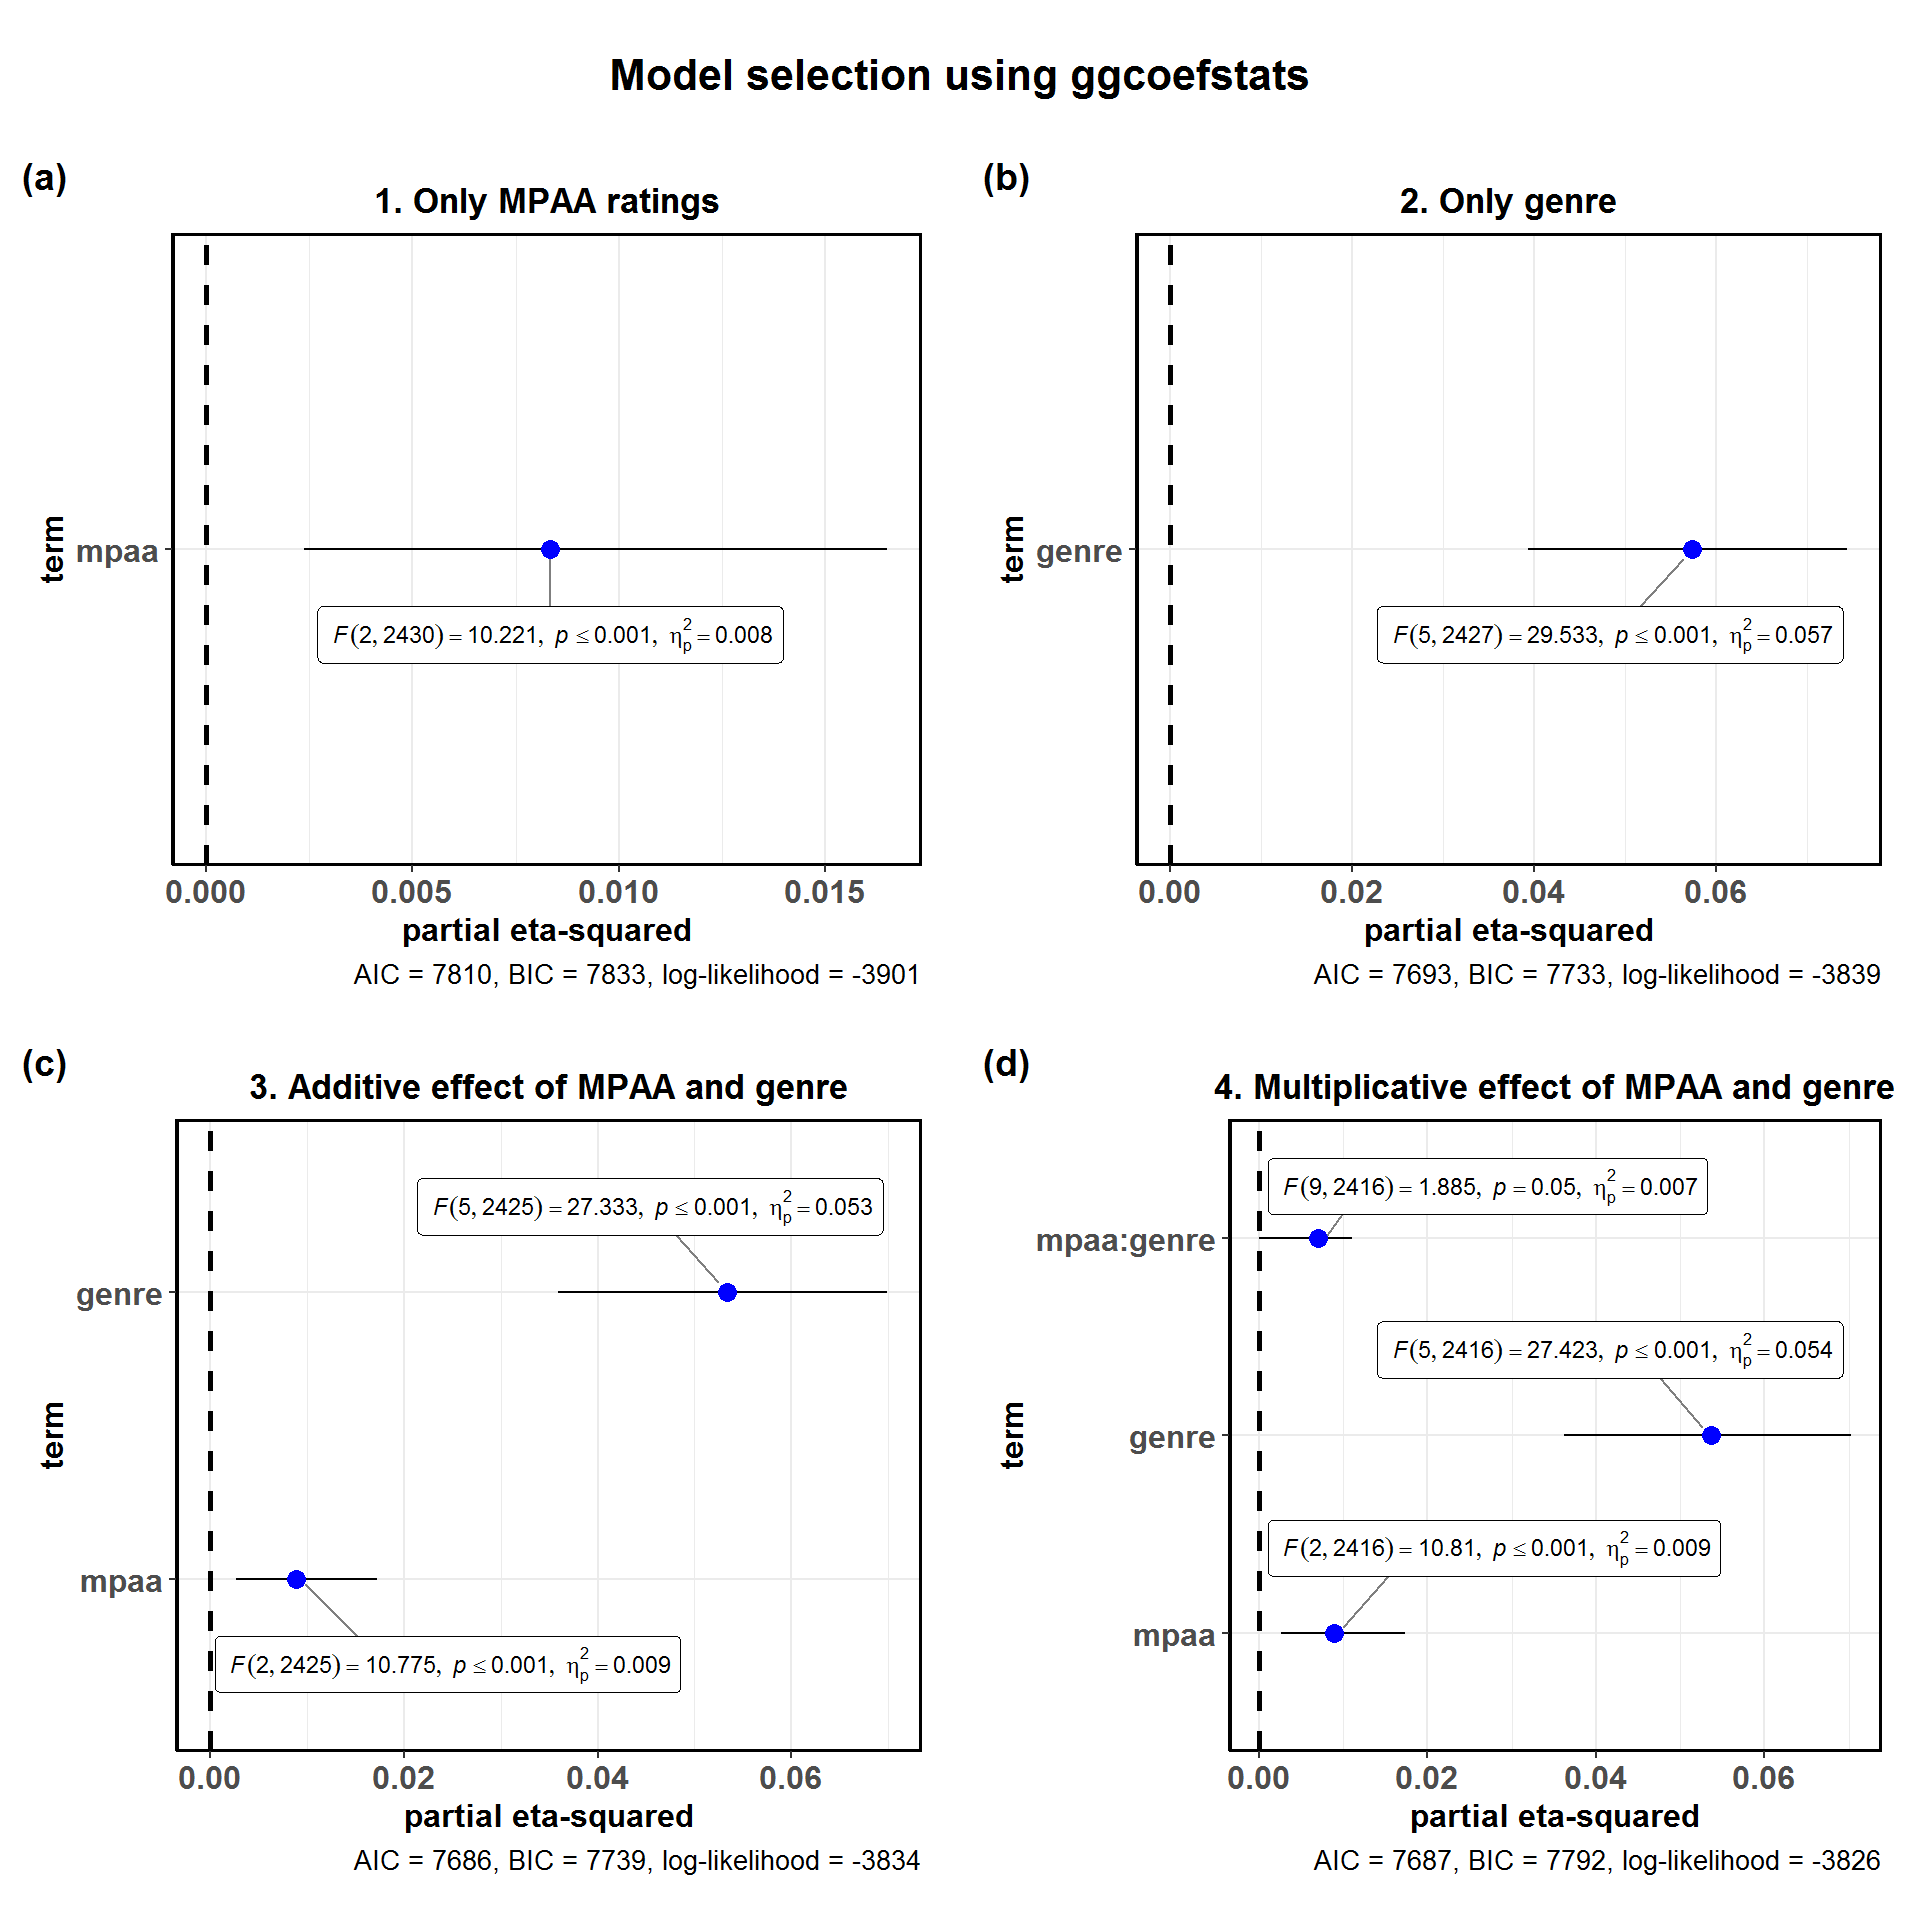 Model selection using ggcoefstats
(a)
1. Only MPAA ratings
term
mpaa
F(2, 2430) = 10.221, p ≤ 0.001, η²p = 0.008
0.000 0.005 0.010 0.015
partial eta-squared
AIC = 7810, BIC = 7833, log-likelihood = -3901
(b)
2. Only genre
term
genre
F(5, 2427) = 29.533, p ≤ 0.001, η²p = 0.057
0.00 0.02 0.04 0.06
partial eta-squared
AIC = 7693, BIC = 7733, log-likelihood = -3839
(c)
3. Additive effect of MPAA and genre
F(5, 2425) = 27.333, p ≤ 0.001, η²p = 0.053
genre
term
mpaa
F(2, 2425) = 10.775, p ≤ 0.001, η²p = 0.009
0.00 0.02 0.04 0.06
partial eta-squared
AIC = 7686, BIC = 7739, log-likelihood = -3834
(d)
4. Multiplicative effect of MPAA and genre
F(9, 2416) = 1.885, p = 0.05, η²p = 0.007
mpaa:genre
F(5, 2416) = 27.423, p ≤ 0.001, η²p = 0.054
genre
term
F(2, 2416) = 10.81, p ≤ 0.001, η²p = 0.009
mpaa
0.00 0.02 0.04 0.06
partial eta-squared
AIC = 7687, BIC = 7792, log-likelihood = -3826